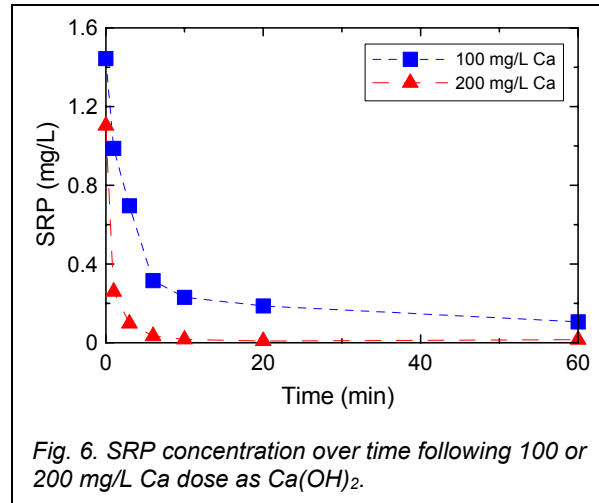 1.6
100 mg/L Ca
200 mg/L Ca
1.2
SRP (mg/L)
0.8
0.4
0
0 20 40 60
Time (min)
Fig. 6. SRP concentration over time following 100 or
200 mg/L Ca dose as Ca(OH)₂.